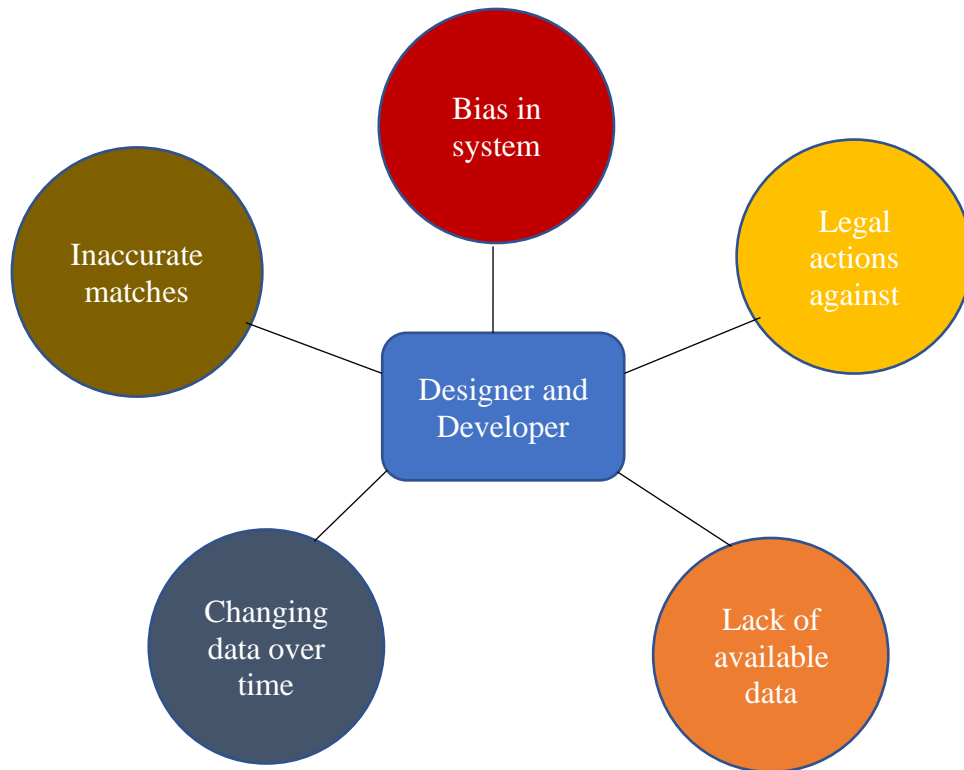 Bias in
system
Inaccurate
matches
Legal
actions
against
Designer and
Developer
Changing
data over
time
Lack of
available
data